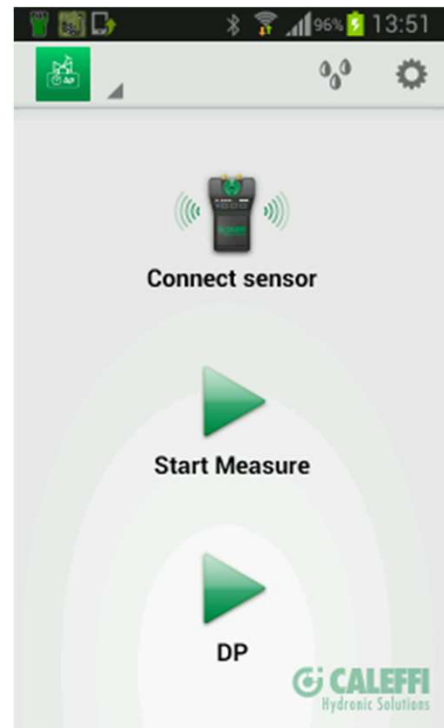 96% 13:51
Connect sensor
Start Measure
DP
CALEFFI
Hydronic Solutions